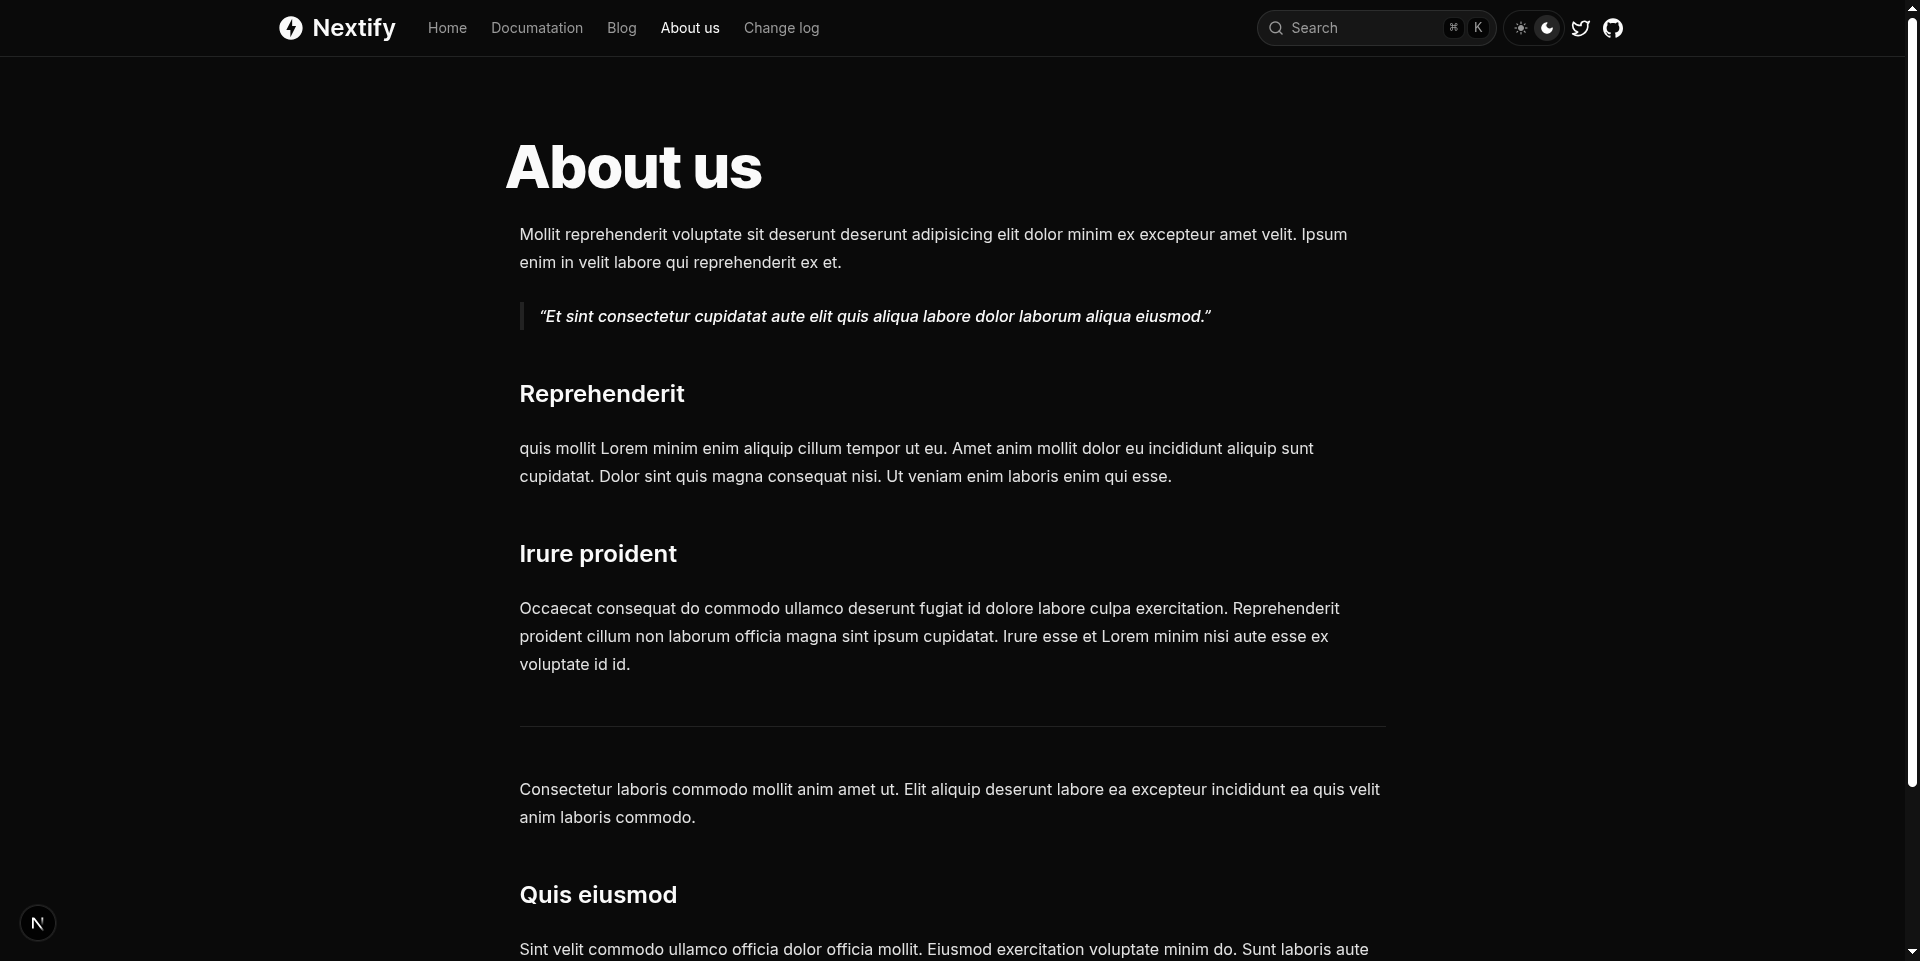 Nextify
Home
Documatation
Blog
About us
Change log
Search
⌘ K
About us
Mollit reprehenderit voluptate sit deserunt deserunt adipisicing elit dolor minim ex excepteur amet velit. Ipsum
enim in velit labore qui reprehenderit ex et.
“Et sint consectetur cupidatat aute elit quis aliqua labore dolor laborum aliqua eiusmod.”
Reprehenderit
quis mollit Lorem minim enim aliquip cillum tempor ut eu. Amet anim mollit dolor eu incididunt aliquip sunt
cupidatat. Dolor sint quis magna consequat nisi. Ut veniam enim laboris enim qui esse.
Irure proident
Occaecat consequat do commodo ullamco deserunt fugiat id dolore labore culpa exercitation. Reprehenderit
proident cillum non laborum officia magna sint ipsum cupidatat. Irure esse et Lorem minim nisi aute esse ex
voluptate id id.
Consectetur laboris commodo mollit anim amet ut. Elit aliquip deserunt labore ea excepteur incididunt ea quis velit
anim laboris commodo.
Quis eiusmod
Sint velit commodo ullamco officia dolor officia mollit. Eiusmod exercitation voluptate minim do. Sunt laboris aute
N